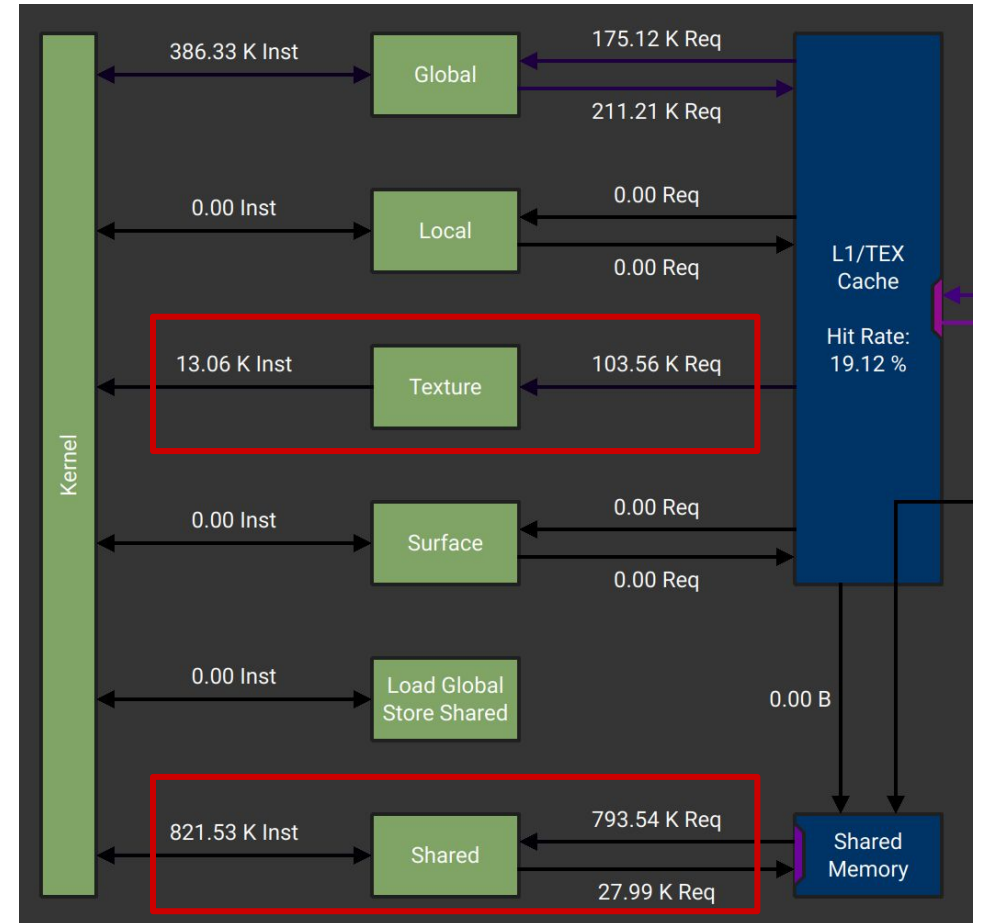 175.12 K Req
386.33 K Inst
Global
211.21 K Req
0.00 Req
0.00 Inst
Local
0.00 Req
L1/TEX
Cache
Hit Rate:
19.12 %
13.06 K Inst
103.56 K Req
Texture
Kernel
0.00 Req
0.00 Inst
Surface
0.00 Req
0.00 Inst
Load Global
Store Shared
0.00 B
793.54 K Req
821.53 K Inst
Shared
27.99 K Req
Shared
Memory